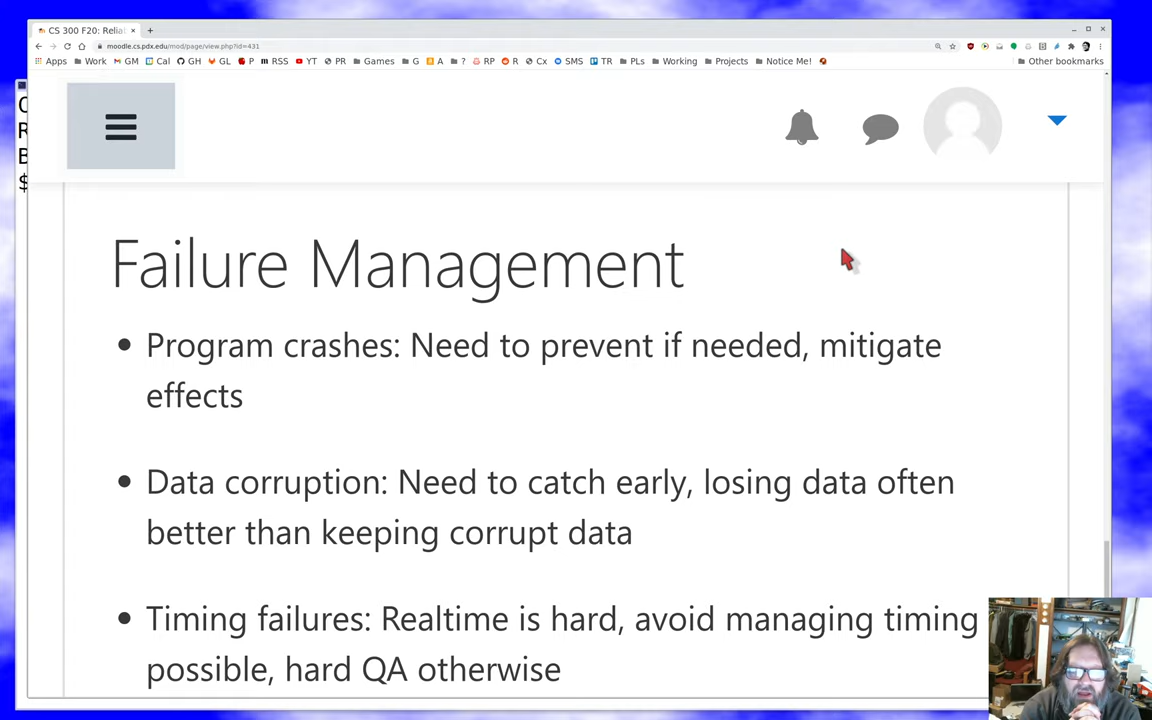 CS 300 F20: Relial
moodle.cs.pdx.edu/mod/page/view.php?id=431
Apps Work GM Cal GH GL P RSS YT PR Games G A ? RP R Cx SMS TR PLs Working Projects Notice Me! Other bookmarks
C
R
B
$
Failure Management
• Program crashes: Need to prevent if needed, mitigate
effects
• Data corruption: Need to catch early, losing data often
better than keeping corrupt data
• Timing failures: Realtime is hard, avoid managing timing
possible, hard QA otherwise